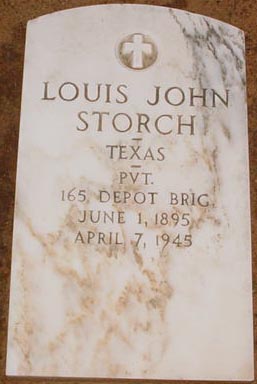 LOUIS JOHN
STORCH
TEXAS
PVT.
165 DEPOT BRIG.
JUNE 1, 1895
APRIL 7, 1945